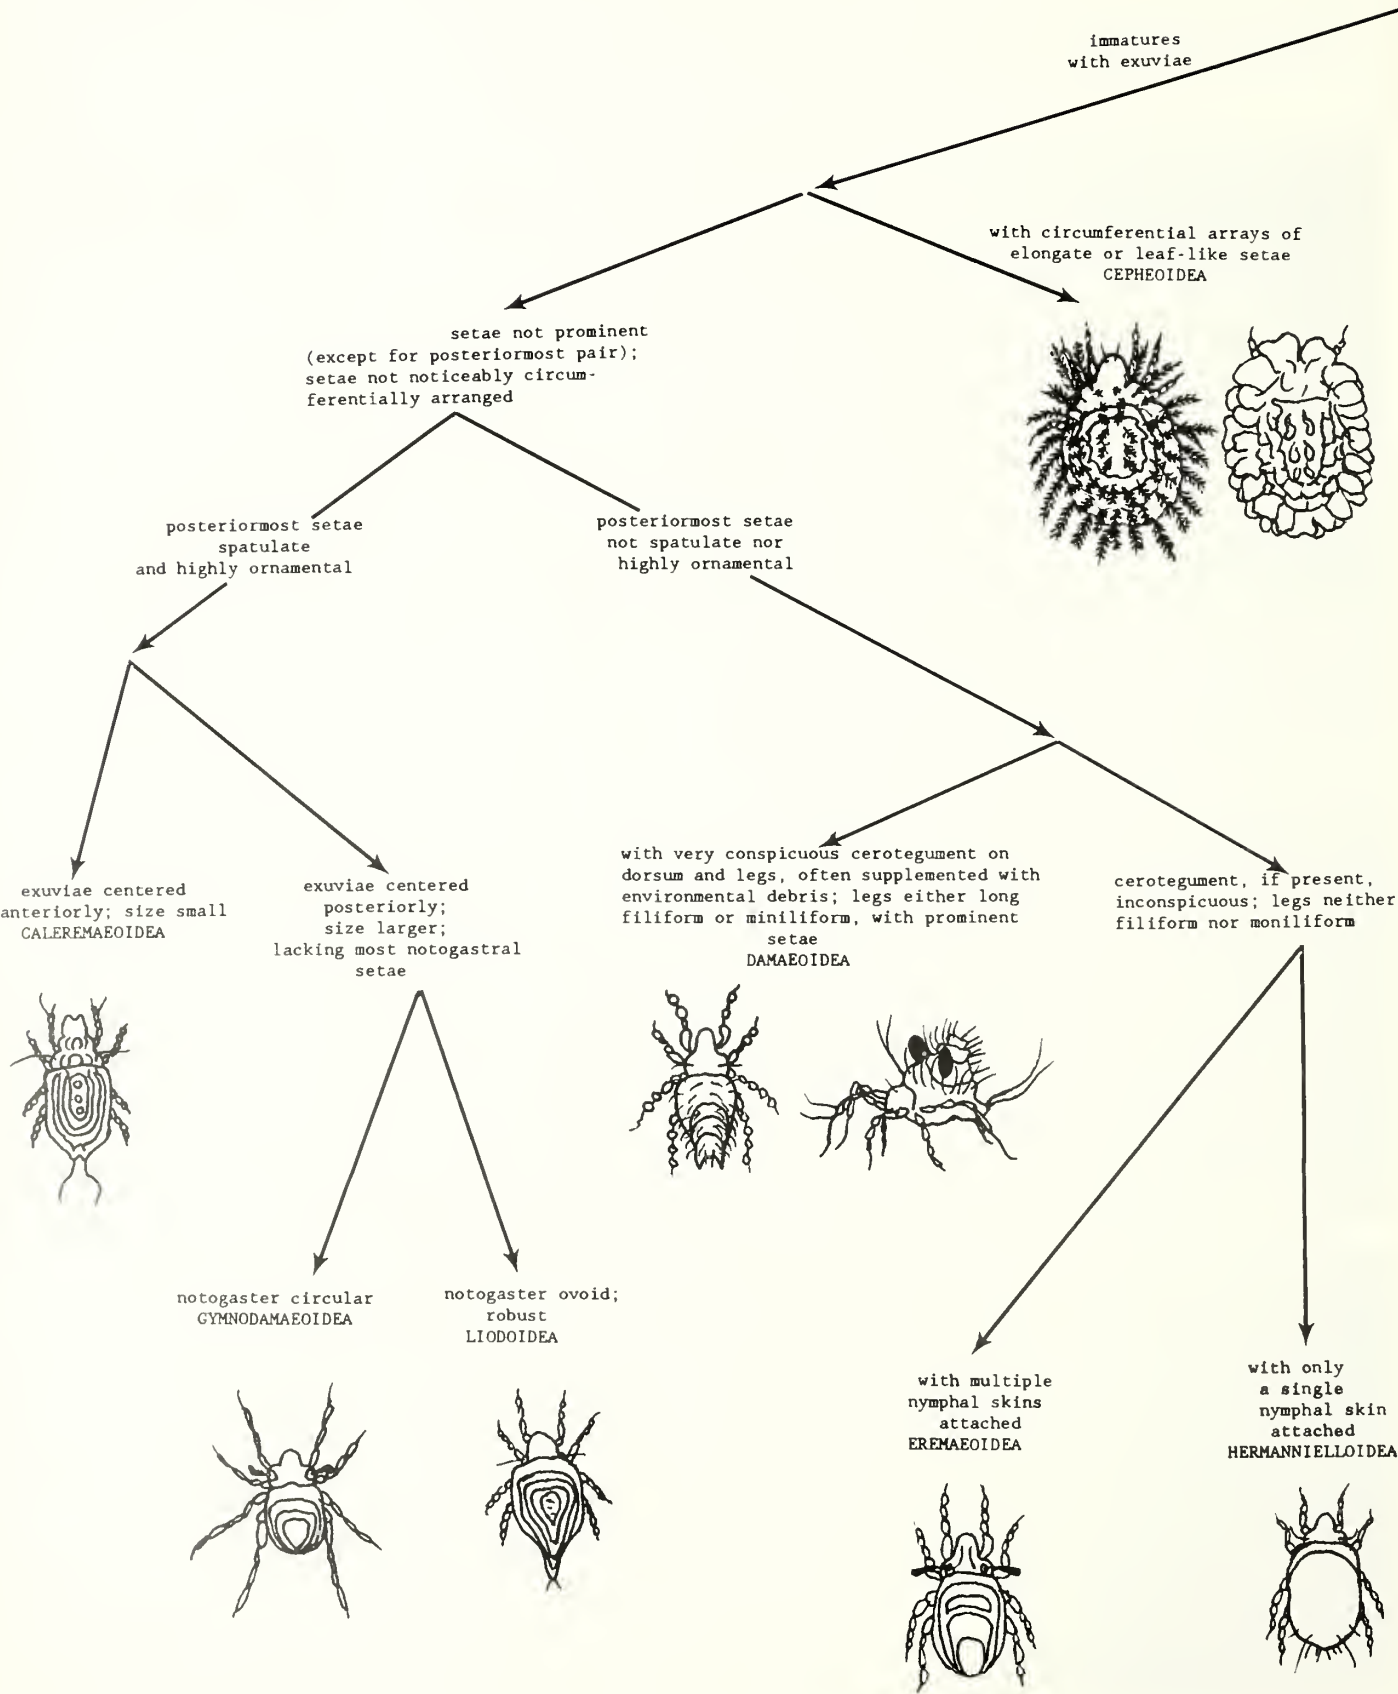 immatures
with exuviae
with circumferential arrays of
elongate or leaf-like setae
CEPHEOIDEA
setae not prominent
(except for posteriormost pair);
setae not noticeably circum-
ferentially arranged
posteriormost setae
spatulate
and highly ornamental
posteriormost setae
not spatulate nor
highly ornamental
exuviae centered
anteriorly; size small
CALEREMAEOIDEA
exuviae centered
posteriorly;
size larger;
lacking most notogastral
setae
with very conspicuous cerotegument on
dorsum and legs, often supplemented with
environmental debris; legs either long
filiform or miniliform, with prominent
setae
DAMAEOIDEA
cerotegument, if present,
inconspicuous; legs neither
filiform nor moniliform
notogaster circular
GYMNODAMAEOIDEA
notogaster ovoid;
robust
LIODOIDEA
with multiple
nymphal skins
attached
EREMAEOIDEA
with only
a single
nymphal skin
attached
HERMANNIELLOIDEA